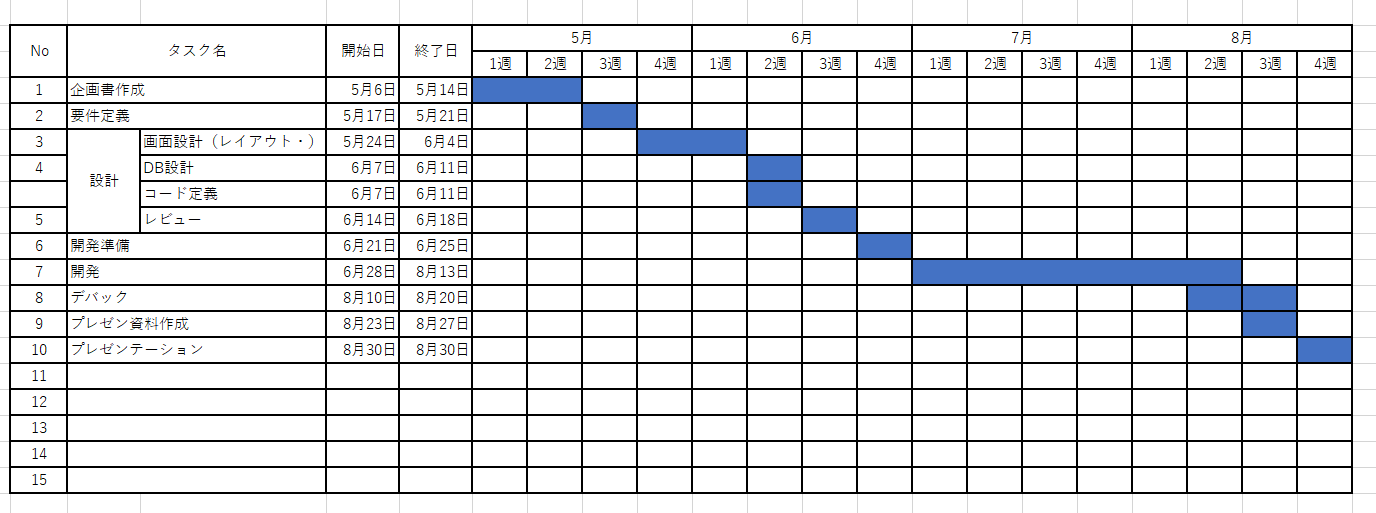 No タスク名 開始日 終了日 5月 6月 7月 8月
1週 2週 3週 4週 1週 2週 3週 4週 1週 2週 3週 4週 1週 2週 3週 4週
1 企画書作成 5月6日 5月14日
2 要件定義 5月17日 5月21日
3 画面設計（レイアウト・） 5月24日 6月4日
4 DB設計 6月7日 6月11日
設計
コード定義 6月7日 6月11日
5 レビュー 6月14日 6月18日
6 開発準備 6月21日 6月25日
7 開発 6月28日 8月13日
8 デバック 8月10日 8月20日
9 プレゼン資料作成 8月23日 8月27日
10 プレゼンテーション 8月30日 8月30日
11
12
13
14
15